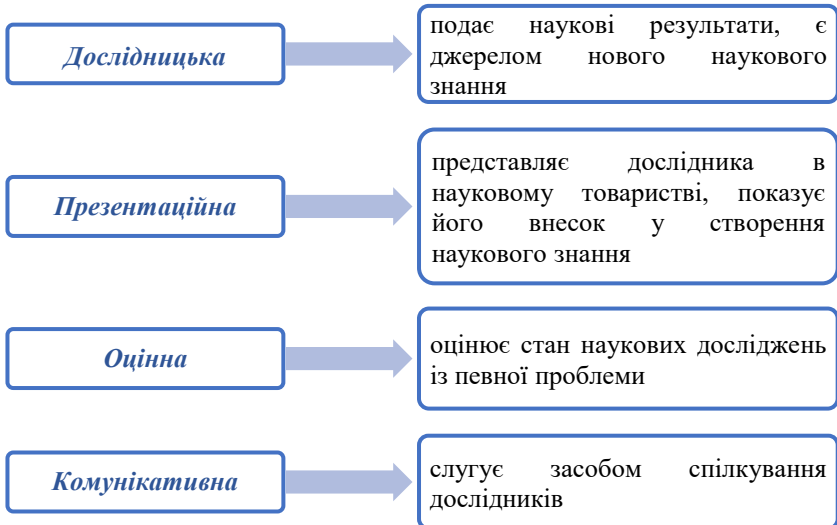 Дослідницька
подає наукові результати, є
джерелом нового наукового
знання
Презентаційна
представляє дослідника в
науковому товаристві, показує
його внесок у створення
наукового знання
Оцінна
оцінює стан наукових досліджень
із певної проблеми
Комунікативна
слугує засобом спілкування
дослідників